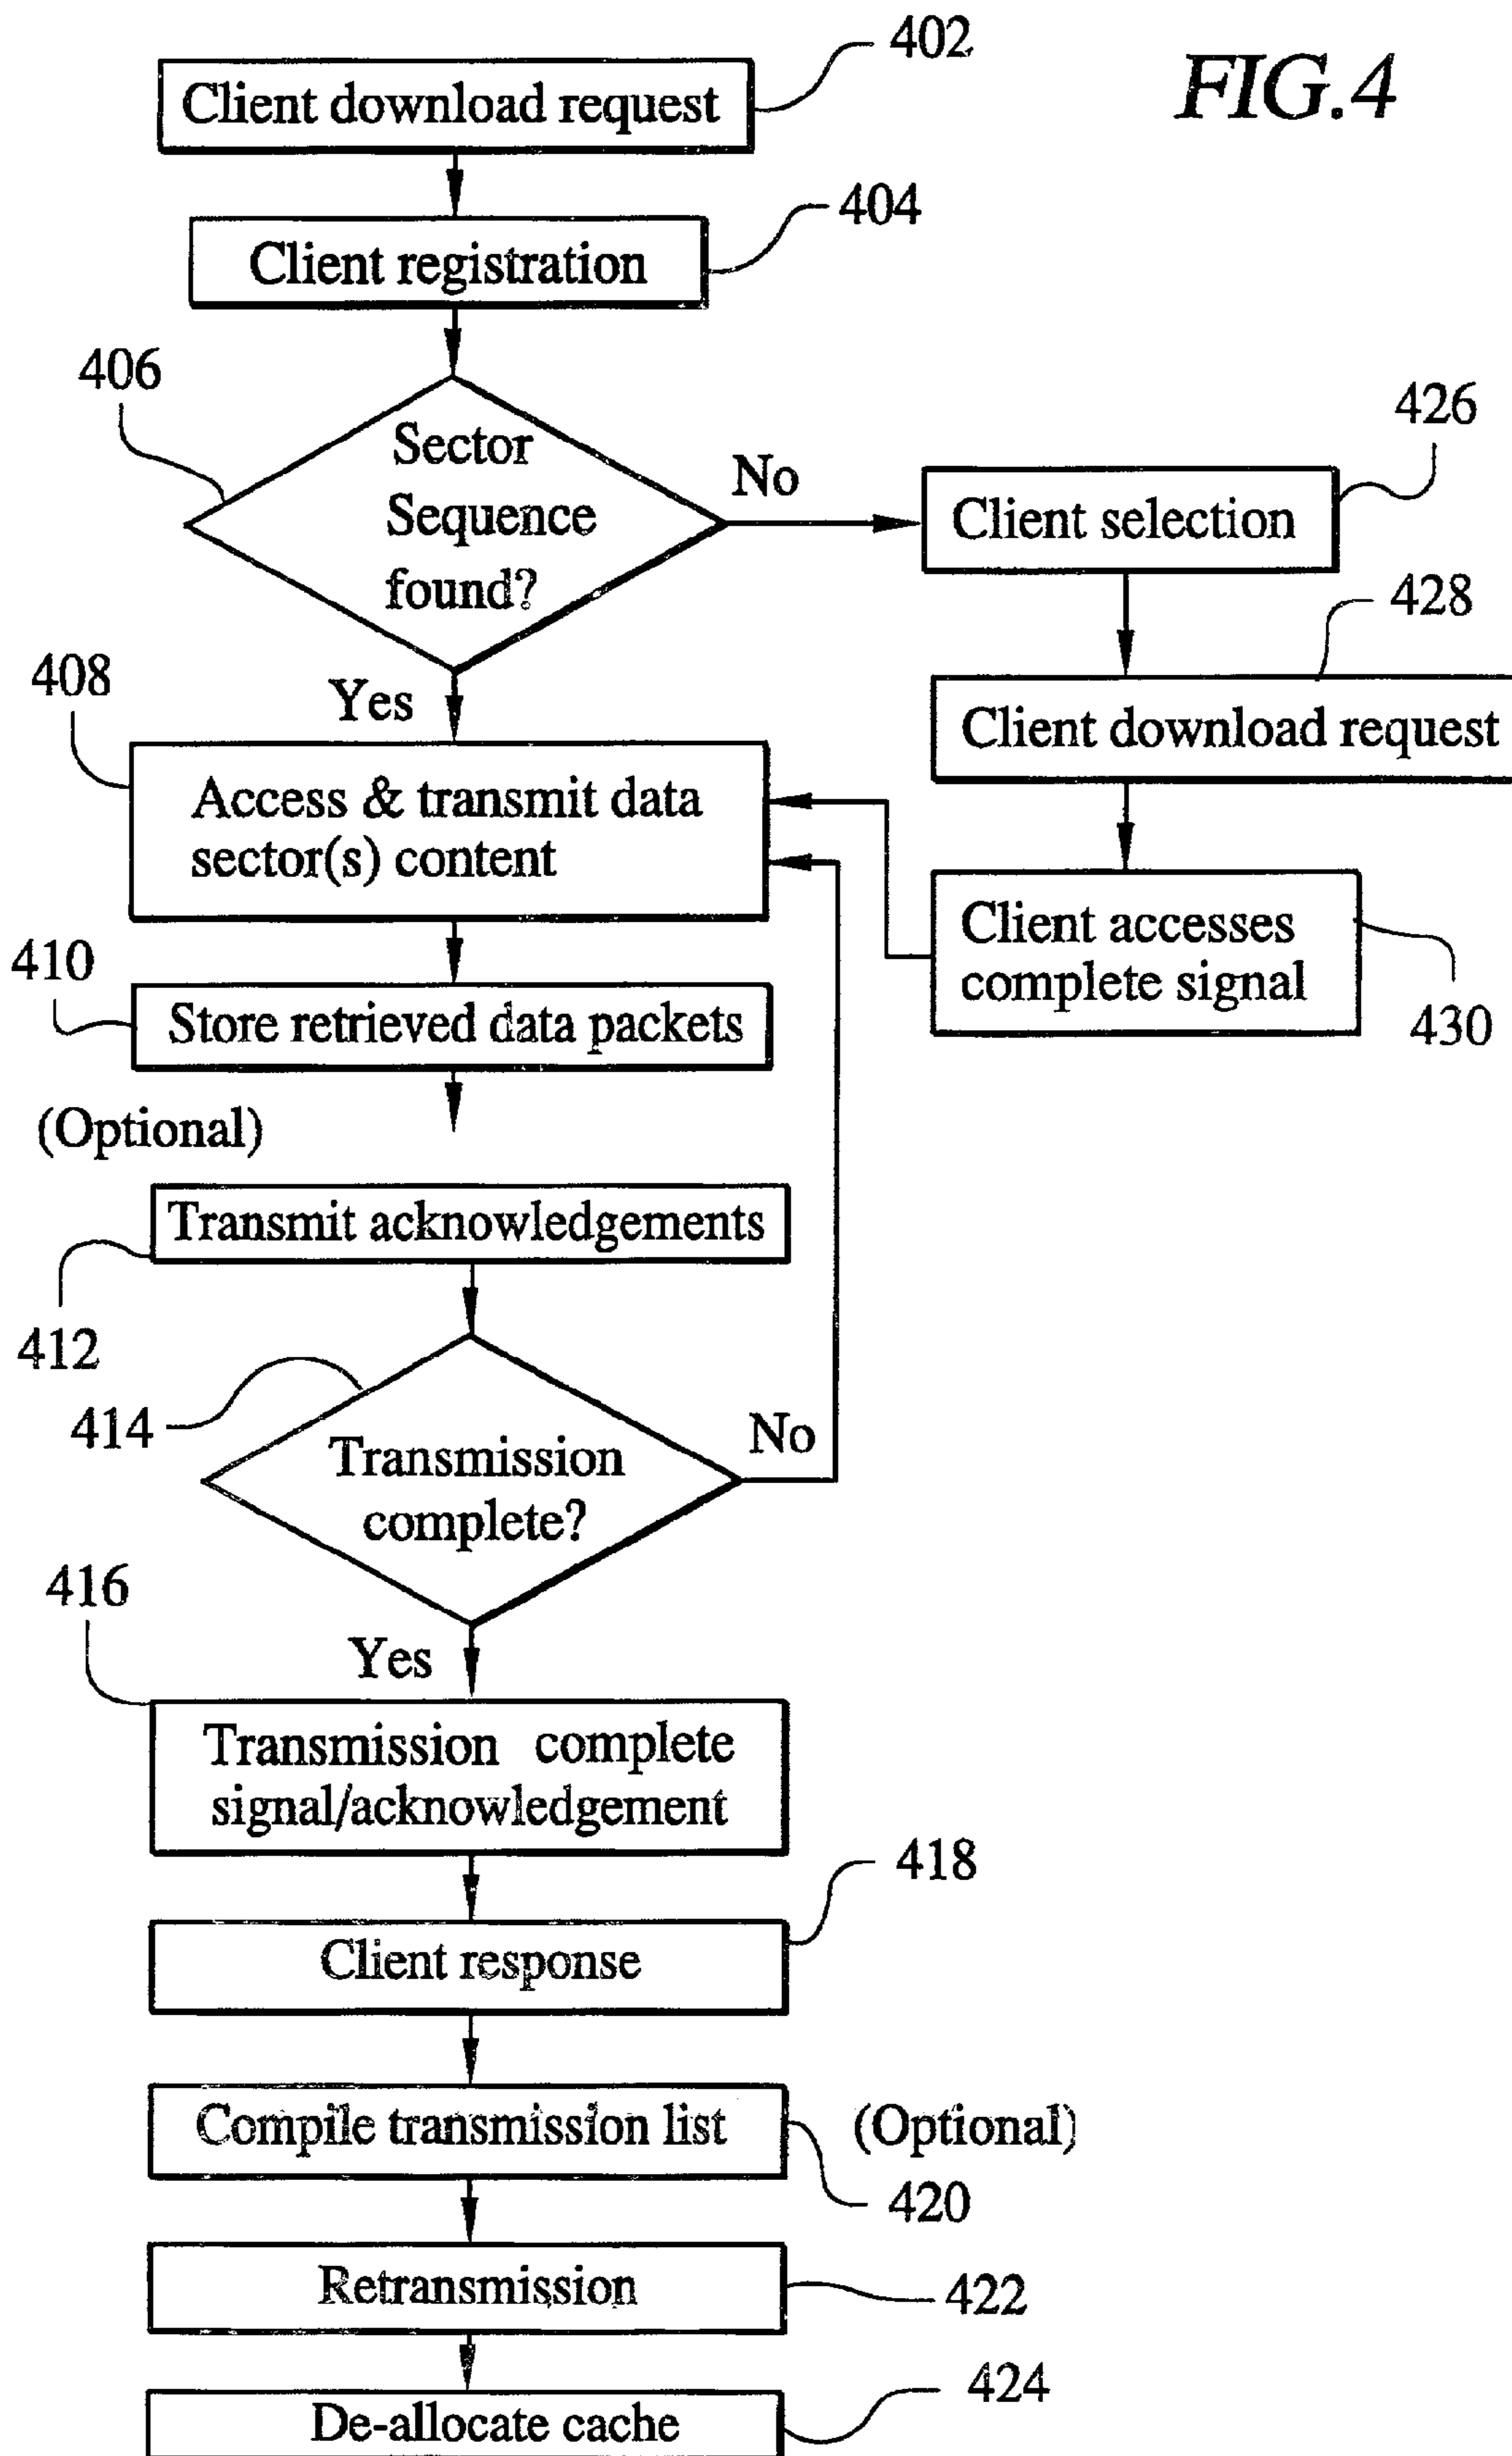 FIG.4
402
Client download request
404
Client registration
406
Sector
Sequence
found?
No
426
Client selection
428
Client download request
Yes
408
Access & transmit data
sector(s) content
Client accesses
complete signal
430
410
Store retrieved data packets
(Optional)
Transmit acknowledgements
412
414
Transmission
complete?
No
416
Yes
Transmission complete
signal/acknowledgement
418
Client response
Compile transmission list
(Optional)
420
Retransmission
422
De-allocate cache
424